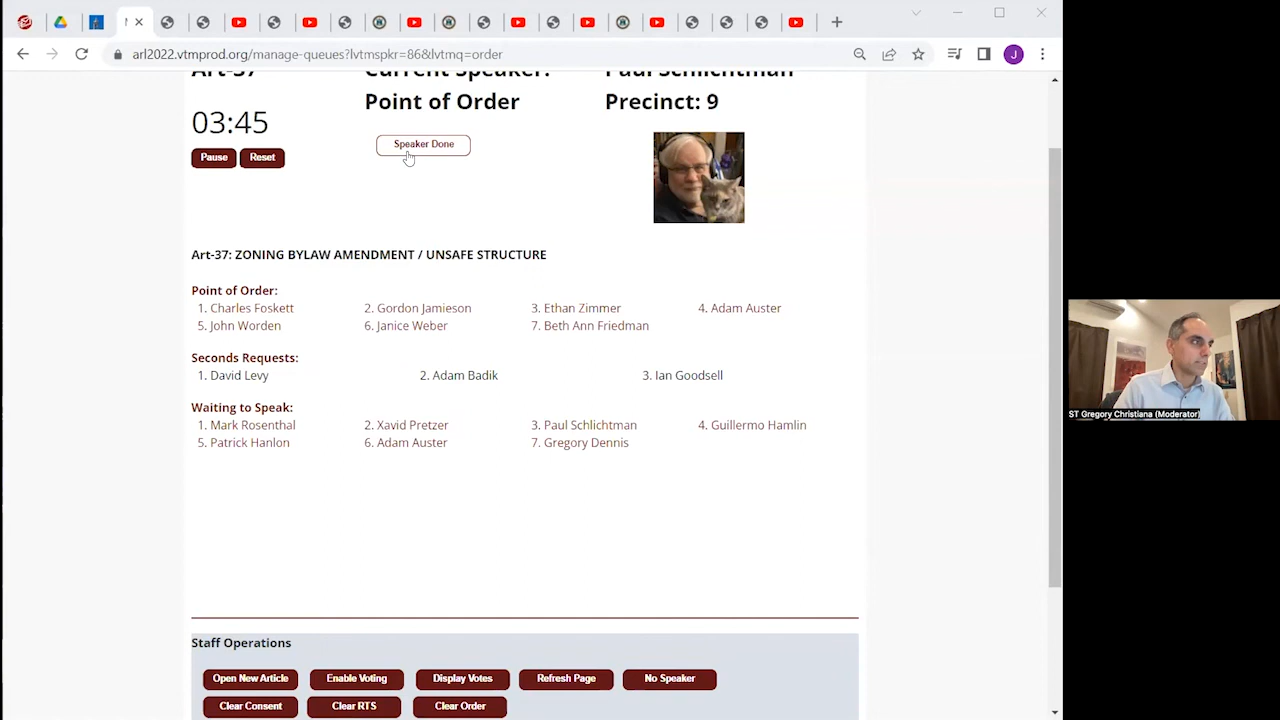 arl2022.vtmprod.org/manage-queues?lvtmspkr=86&lvtmq=order
J
Art-37 Current Speaker: Paul Schlichtman
Point of Order Precinct: 9
03:45
Speaker Done
Pause Reset
Art-37: ZONING BYLAW AMENDMENT / UNSAFE STRUCTURE
Point of Order:
1. Charles Foskett 2. Gordon Jamieson 3. Ethan Zimmer 4. Adam Auster
5. John Worden 6. Janice Weber 7. Beth Ann Friedman
Seconds Requests:
1. David Levy 2. Adam Badik 3. Ian Goodsell
Waiting to Speak:
1. Mark Rosenthal 2. Xavid Pretzer 3. Paul Schlichtman 4. Guillermo Hamlin
5. Patrick Hanlon 6. Adam Auster 7. Gregory Dennis
ST Gregory Christiana (Moderator)
Staff Operations
Open New Article Enable Voting Display Votes Refresh Page No Speaker
Clear Consent Clear RTS Clear Order